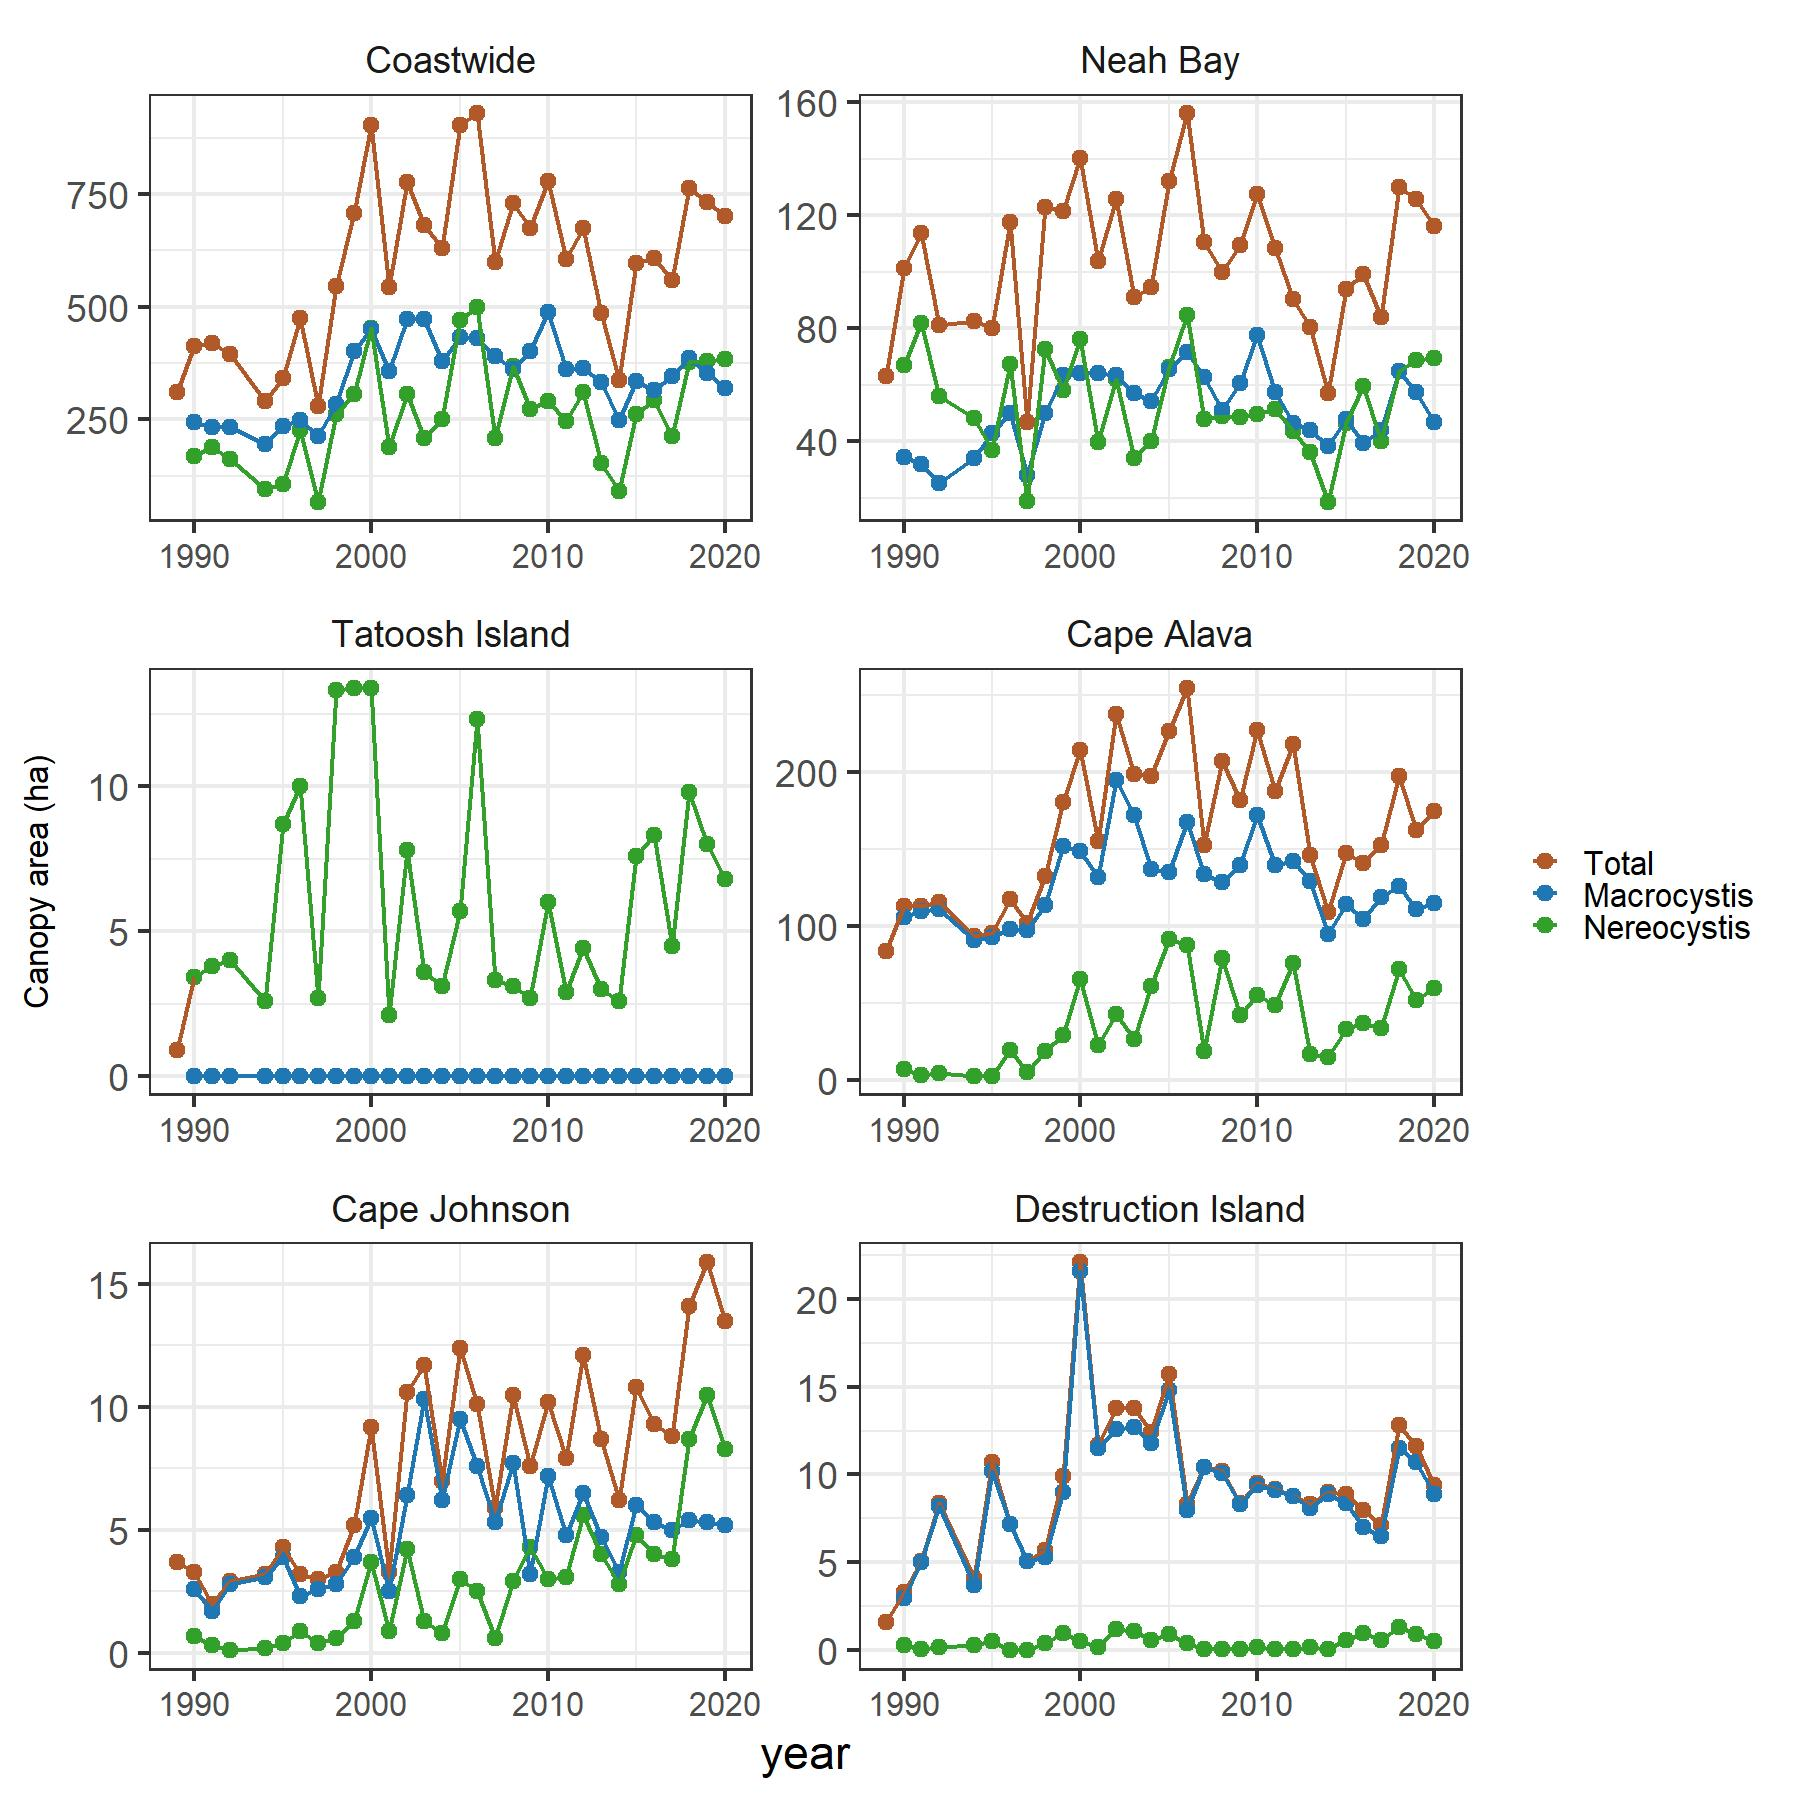 Coastwide
Neah Bay
750
500
250
160
120
80
40
1990 2000 2010 2020
1990 2000 2010 2020
Tatoosh Island
Cape Alava
Canopy area (ha)
10
5
0
200
100
0
1990 2000 2010 2020
1990 2000 2010 2020
Total
Macrocystis
Nereocystis
Cape Johnson
Destruction Island
15
10
5
0
20
15
10
5
0
1990 2000 2010 2020
1990 2000 2010 2020
year